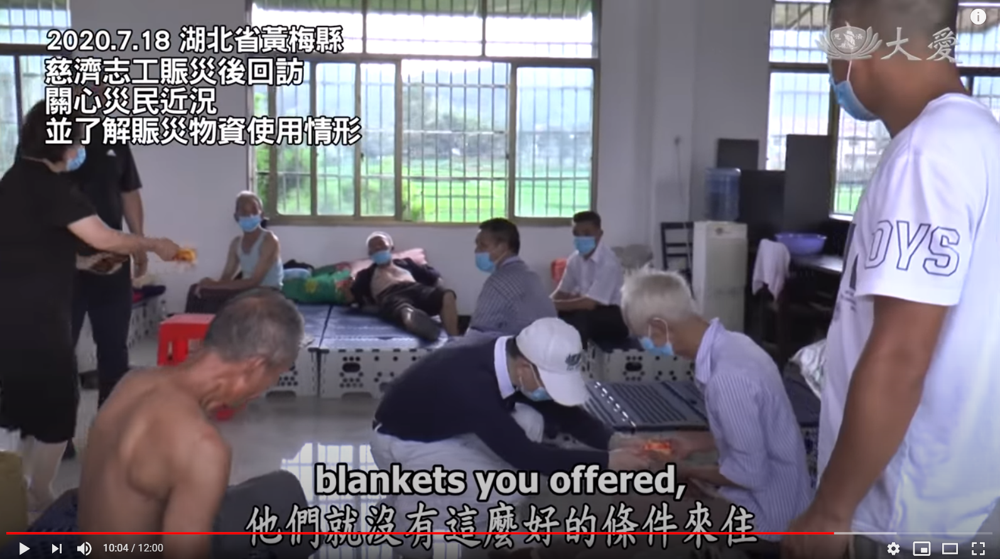 2020.7.18 湖北省黃梅縣
慈濟志工賑災後回訪
關心災民近況
並了解賑災物資使用情形
大愛
DYS
blankets you offered,
他們就沒有這麼好的條件來住
10:04 / 12:00